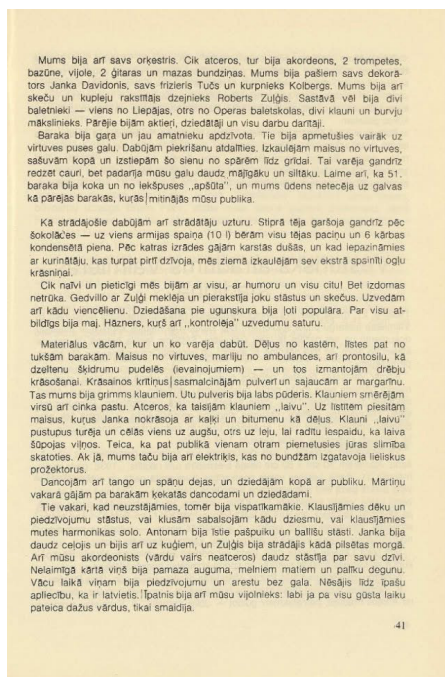 Mums bija arī savs orķestris. Cik atceros, tur bija akordeons, 2 trompetes,
bazūne, vijole, 2 ģitaras un mazas bundziņas. Mums bija pašiem savs dekorā-
tors Janka Davidonis, savs frizieris Tučs un kurpnieks Kolbergs. Mums bija arī
skeču un kupleju rakstītājs dzejnieks Roberts Zuļģis. Sastāvā vēl bija divi
baletnieki — viens no Liepājas, otrs no Operas baletskolas, divi klauni un burvju
mākslinieks. Pārējie bijām aktieri, dziedātāji un visu darbu darītāji.
Baraka bija gaŗa un jau amatnieku apdzīvota. Tie bija apmetušies vairāk uz
virtuves puses galu. Dabūjām piekrišanu atdalīties. Izkaulējām maisus no virtuves,
sašuvām kopā un izstiepām šo sienu no spārēm līdz grīdai. Tai varēja gandrīz
redzēt cauri, bet padarīja mūsu galu daudz mājīgāku un siltāku. Laime arī, ka 51.
baraka bija koka un no iekšpuses „apšūta", un mums ūdens netecēja uz galvas
kā pārējās barakās, kuŗās mitinājās mūsu publika.
Kā strādājošie dabūjām arī strādātāju uzturu. Stiprā tēja garšoja gandrīz pēc
šokolādes — uz viens armijas spaiņa (10 l) bērām visu tējas paciņu un 6 kārbas
kondensētā piena. Pēc katras izrādes gājām karstās dušās, un kad iepazināmies
ar kurinātāju, kas turpat pirtī dzīvoja, mēs ziemā izkaulējām sev ekstrā spainīti ogļu
krāsniņai.
Cik naīvi un pieticīgi mēs bijām ar visu, ar humoru un visu citu! Bet izdomas
netrūka. Gedvillo ar Zuļģi meklēja un pierakstīja joku stāstus un skečus. Uzvedām
arī kādu viencēlienu. Dziedāšana pie ugunskura bija ļoti populāra. Par visu at-
bildīgs bija maj. Hāzners, kuŗš arī „kontrolēja" uzvedumu saturu.
Materiālus vācām, kur un ko varēja dabūt. Dēļus no kastēm, līstes pat no
tukšām barakām. Maisus no virtuves, marliju no ambulances, arī prontosilu, kā
dzeltenu šķidrumu pudelēs (ievainojumiem) — un tos izmantojām drēbju
krāsošanai. Krāsainos krītiņus sasmalcinājām pulverī un sajaucām ar margarīnu.
Tas mums bija grimms klauniem. Utu pulveris bija labs pūderis. Klauniem smērējām
virsū arī cinka pastu. Atceros, ka taisījām klauniem „laivu". Uz līstītēm piesitām
maisus, kuŗus Janka nokrāsoja ar kaļķi un bitumenu kā dēļus. Klauni „laivu"
pustupus turēja un cēlās viens uz augšu, otrs uz leju, lai radītu iespaidu, ka laiva
šūpojas viļņos. Teica, ka pat publikā vienam otram piemetusies jūras slimība
skatoties. Ak jā, mums taču bija arī elektriķis, kas no bundžām izgatavoja lieliskus
prožektorus.
Dancojām arī tango un spāņu dejas, un dziedājām kopā ar publiku. Mārtiņu
vakarā gājām pa barakām ķekatās dancodami un dziedādami.
Tie vakari, kad neuzstājāmies, tomēr bija vispatīkamākie. Klausījāmies dēku un
piedzīvojumu stāstus, vai klusām sabalsojām kādu dziesmu, vai klausījāmies
mutes harmonikas solo. Antonam bija īstie pašpuiku un ballīšu stāsti. Janka bija
daudz ceļojis un bijis arī uz kuģiem, un Zuļģis bija strādājis kādā pilsētas morgā.
Arī mūsu akordeonists (vārdu vairs neatceros) daudz stāstīja par savu dzīvi.
Nelaimīgā kārtā viņš bija pamaza auguma, melniem matiem un palīku degunu.
Vācu laikā viņam bija piedzīvojumu un arestu bez gala. Nēsājis līdz īpašu
apliecību, ka ir latvietis. Īpatnis bija arī mūsu vijolnieks: labi ja pa visu gūsta laiku
pateica dažus vārdus, tikai smaidīja.
41